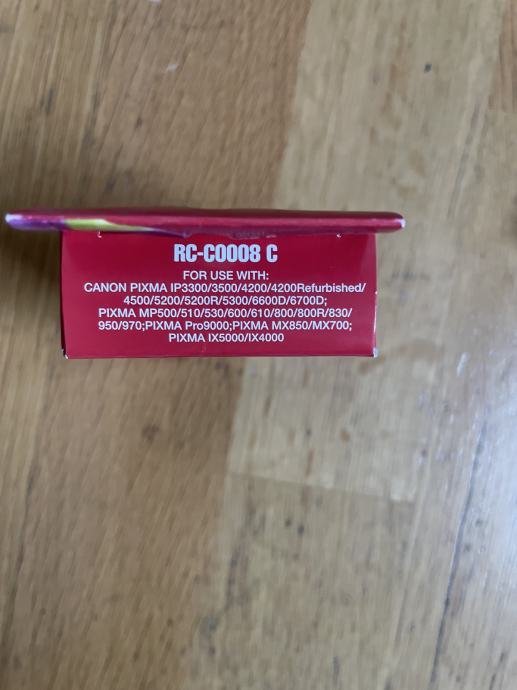 RC-C0008 C
FOR USE WITH:
CANON PIXMA IP3300/3500/4200/4200Refurbished/
4500/5200/5200R/5300/6600D/6700D;
PIXMA MP500/510/530/600/610/800/800R/830/
950/970;PIXMA Pro9000;PIXMA MX850/MX700;
PIXMA IX5000/IX4000